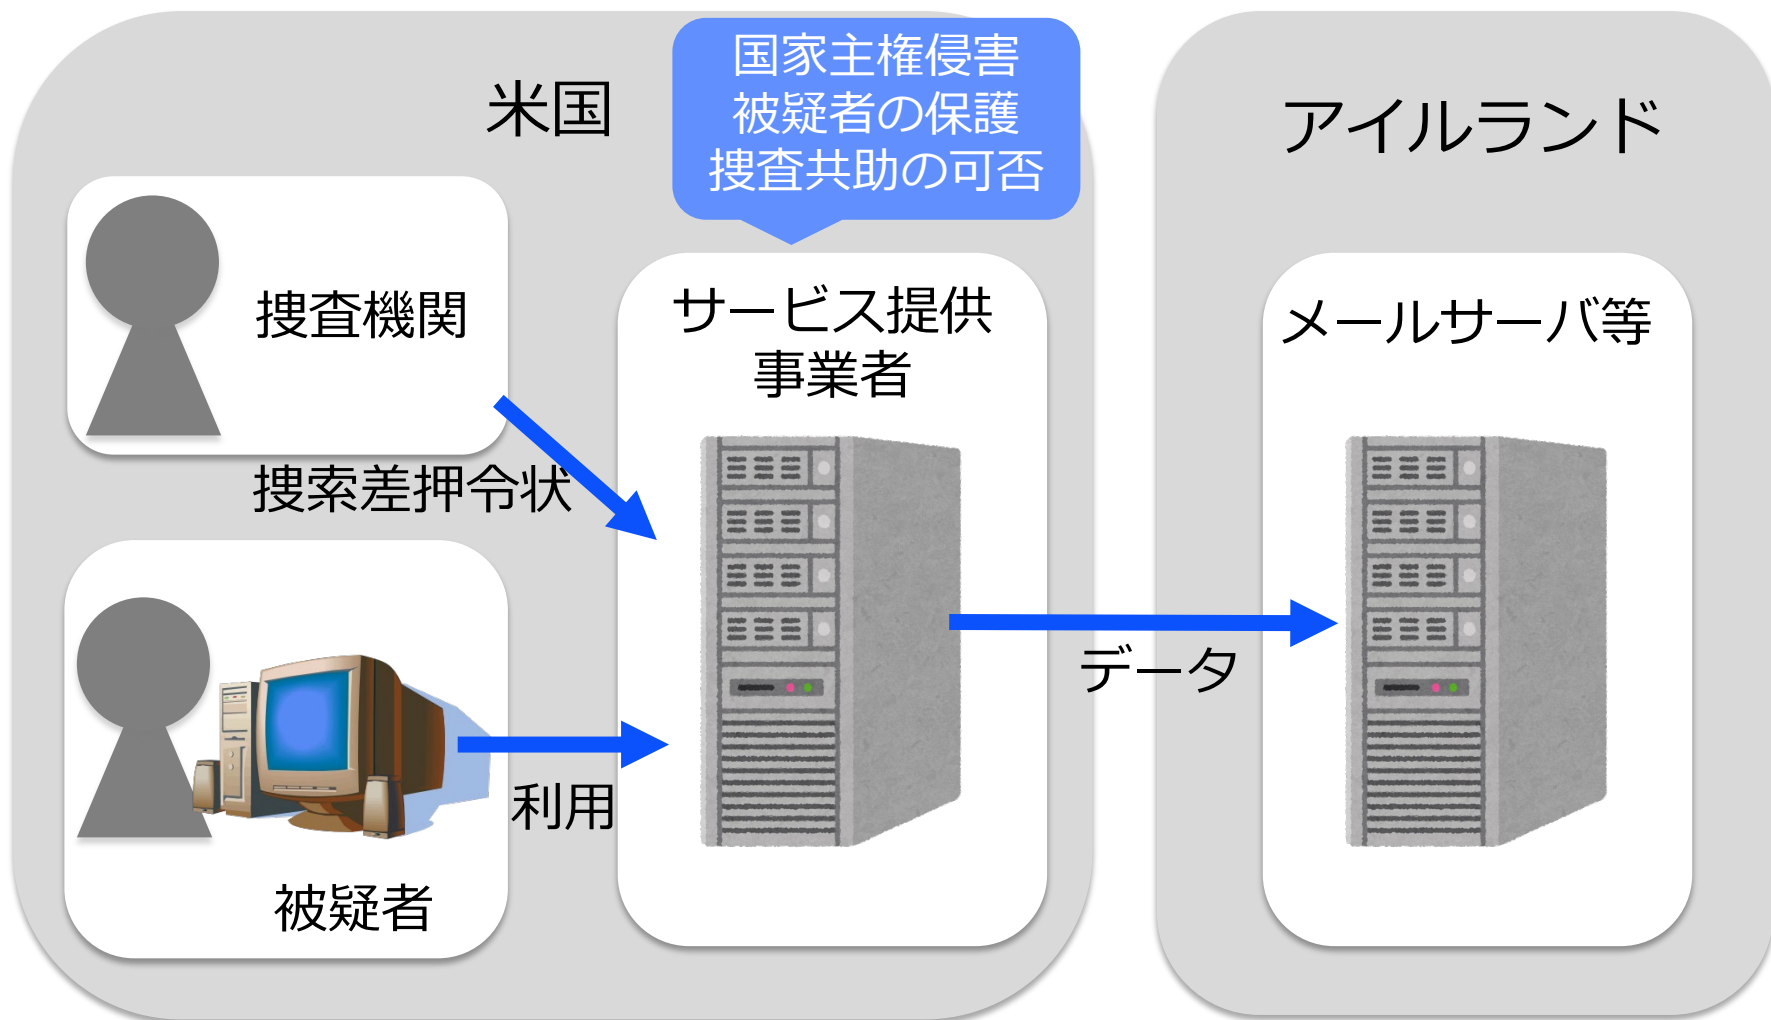 米国
国家主権侵害
被疑者の保護
捜査共助の可否
アイルランド
捜査機関
サービス提供
事業者
メールサーバ等
捜索差押令状
データ
利用
被疑者